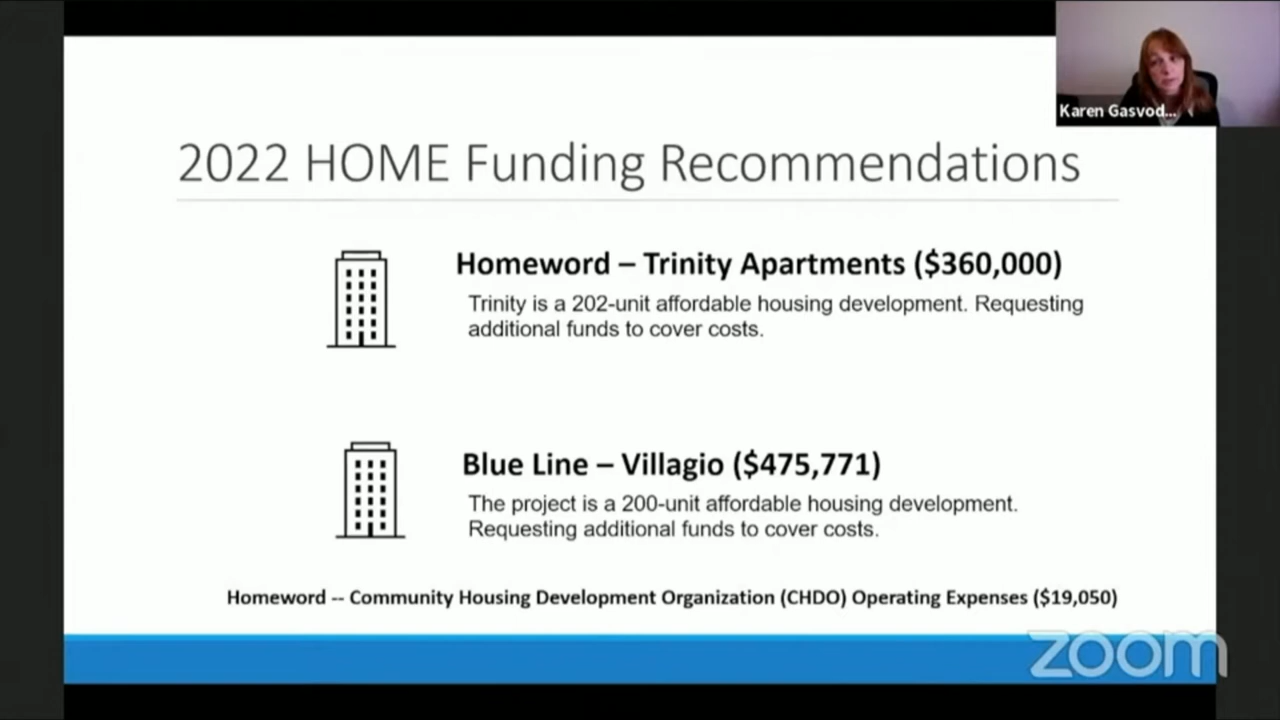 Karen Gasvod...
2022 HOME Funding Recommendations
Homeword – Trinity Apartments ($360,000)
Trinity is a 202-unit affordable housing development. Requesting
additional funds to cover costs.
Blue Line – Villagio ($475,771)
The project is a 200-unit affordable housing development.
Requesting additional funds to cover costs.
Homeword -- Community Housing Development Organization (CHDO) Operating Expenses ($19,050)
zoom